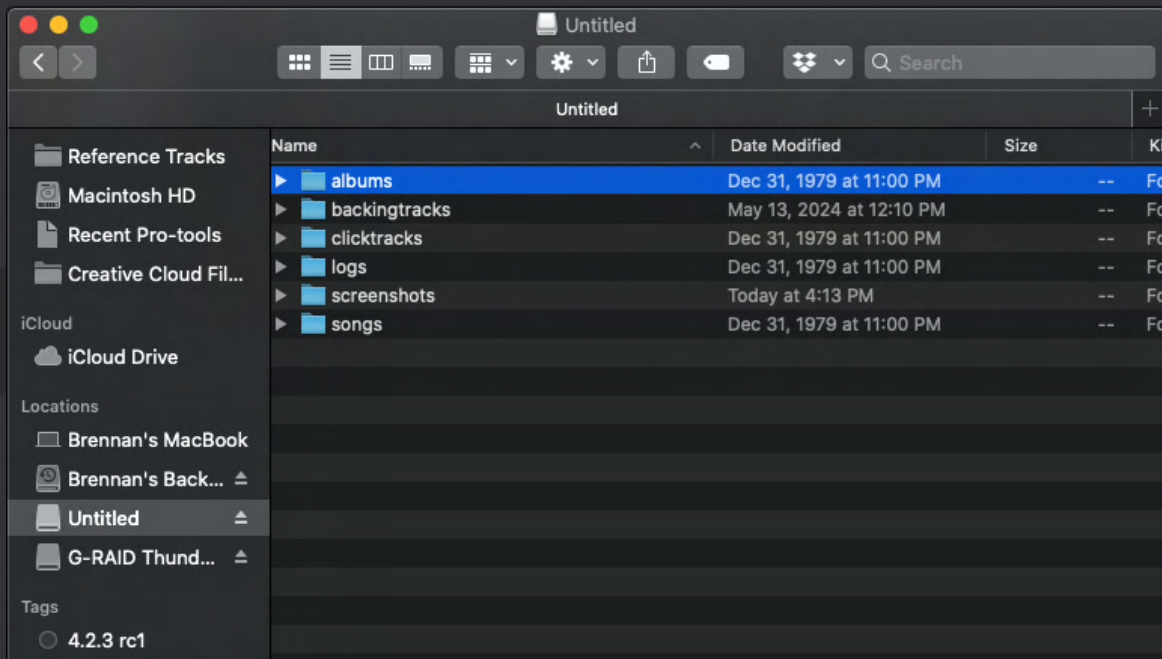 Untitled
Search
Untitled
Name Date Modified Size
albums Dec 31, 1979 at 11:00 PM --
backingtracks May 13, 2024 at 12:10 PM --
clicktracks Dec 31, 1979 at 11:00 PM --
logs Dec 31, 1979 at 11:00 PM --
screenshots Today at 4:13 PM --
songs Dec 31, 1979 at 11:00 PM --
Reference Tracks
Macintosh HD
Recent Pro-tools
Creative Cloud Fil...
iCloud
iCloud Drive
Locations
Brennan's MacBook
Brennan's Back...
Untitled
G-RAID Thund...
Tags
4.2.3 rc1